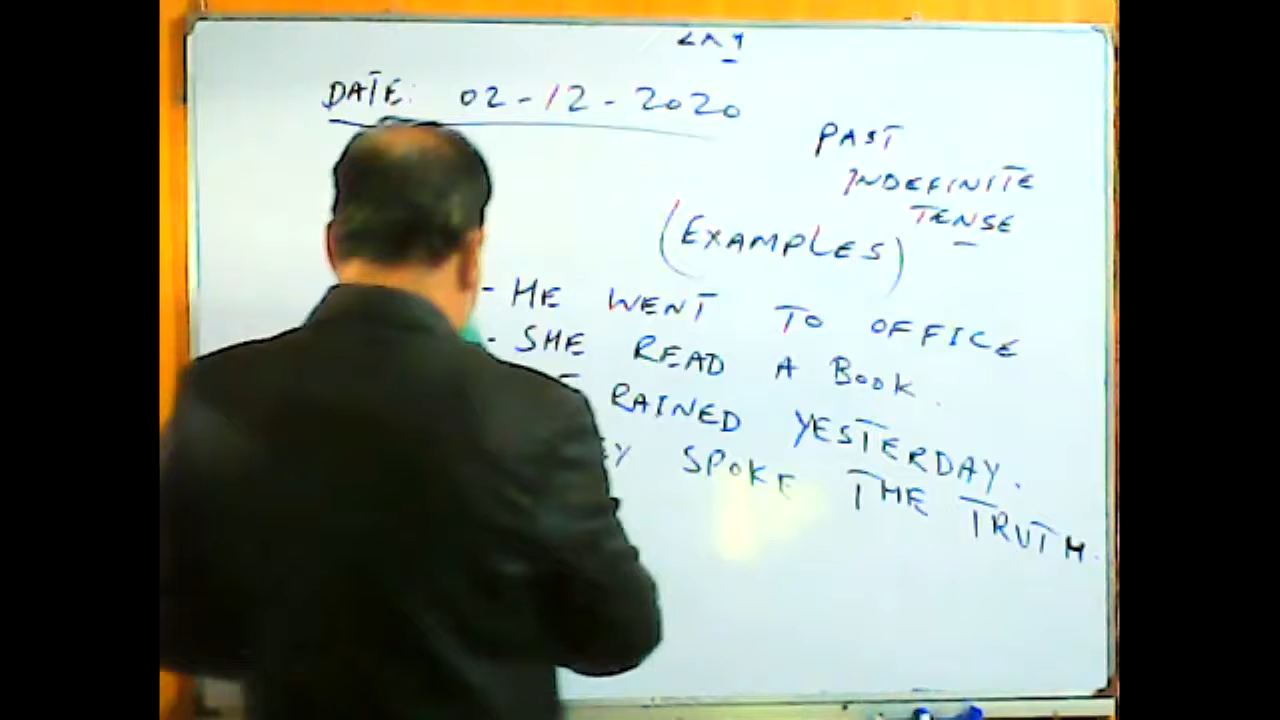 DATE: 02-12-2020
PAST
INDEFINITE
TENSE
(EXAMPLES)
- HE WENT TO OFFICE
- SHE READ A BOOK.
RAINED YESTERDAY.
EY SPOKE THE TRUTH.